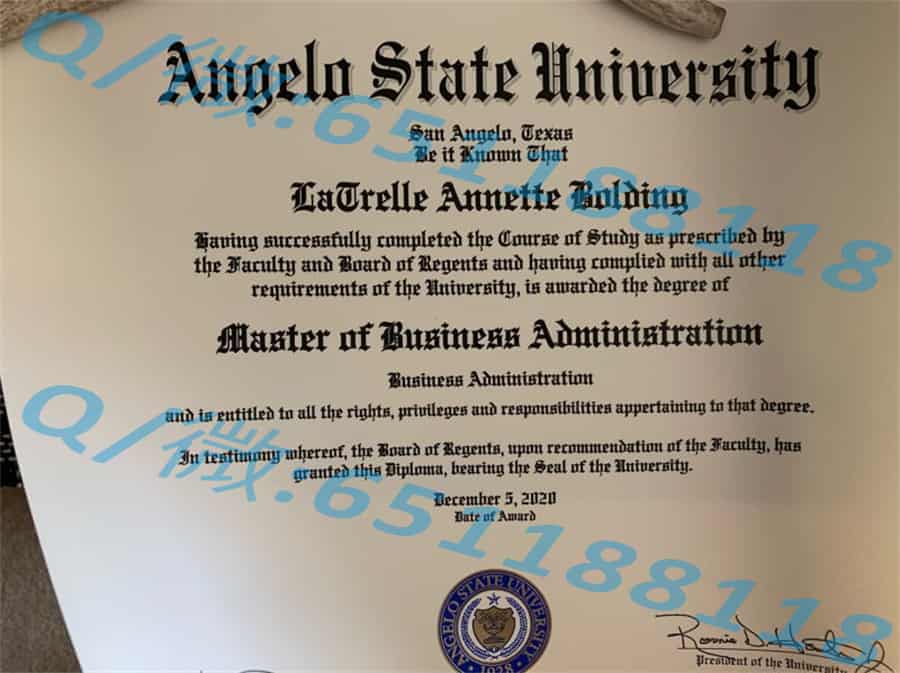 Angelo State University
San Angelo, Texas
Be it Known That
LaTrelle Annette Bolding
Having successfully completed the Course of Study as prescribed by
the Faculty and Board of Regents and having complied with all other
requirements of the University, is awarded the degree of
Master of Business Administration
Business Administration
and is entitled to all the rights, privileges and responsibilities appertaining to that degree.
In testimony whereof, the Board of Regents, upon recommendation of the Faculty, has
granted this Diploma, bearing the Seal of the University.
December 5, 2020
Date of Award
ANGELO STATE UNIVERSITY
1928
President of the University
Q/微:651188118
Q/微:651188118